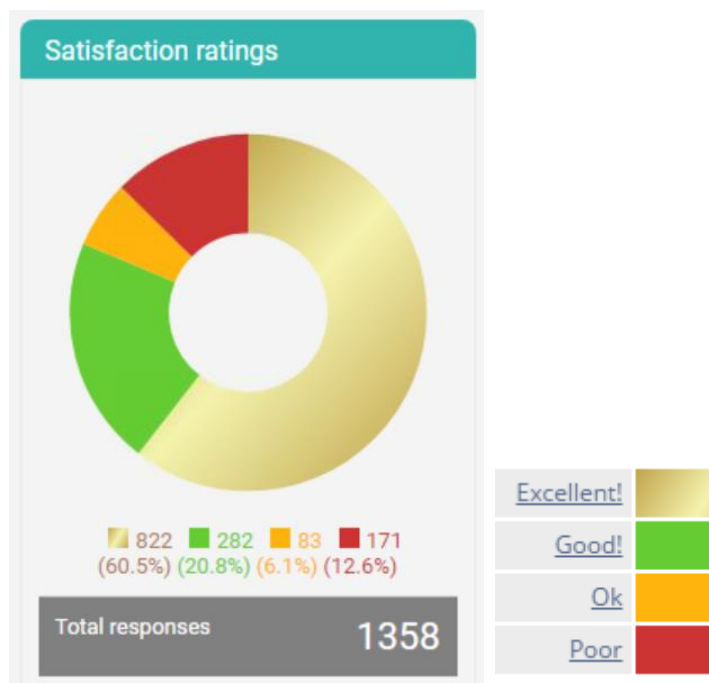 Satisfaction ratings
822 282 83 171
(60.5%) (20.8%) (6.1%) (12.6%)
Total responses 1358
Excellent!
Good!
Ok
Poor